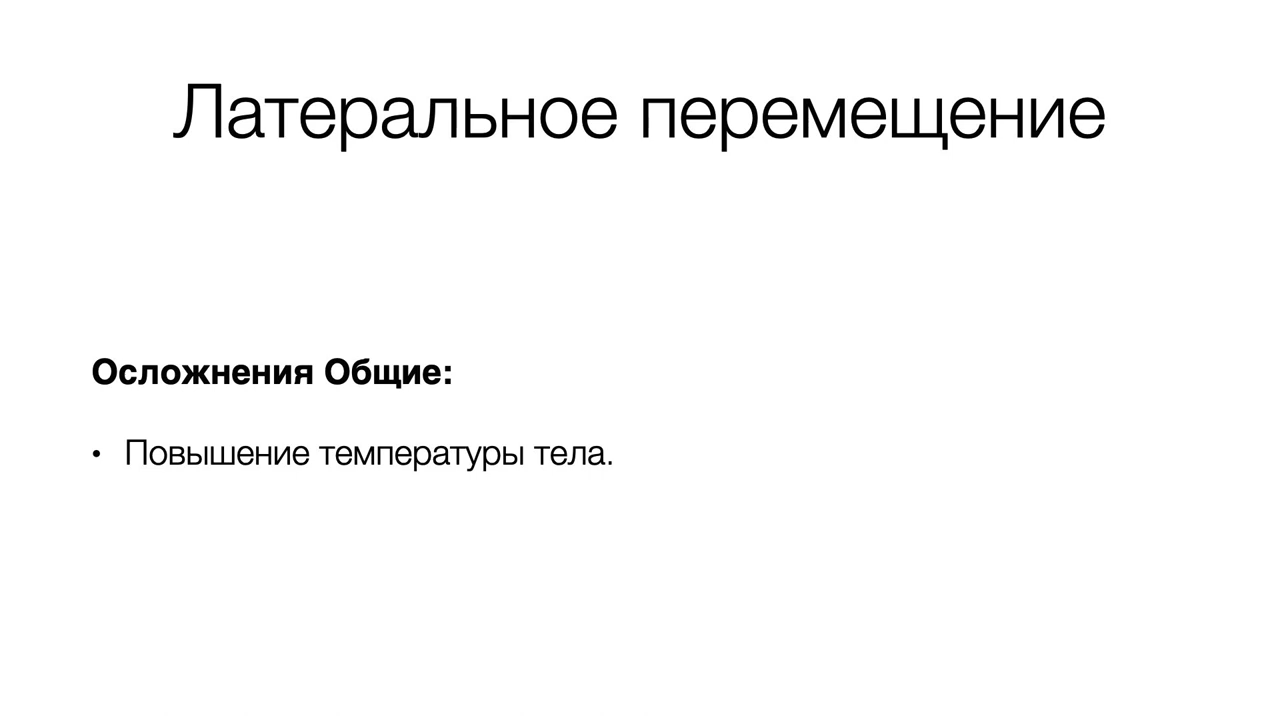 Латеральное перемещение
Осложнения Общие:
• Повышение температуры тела.